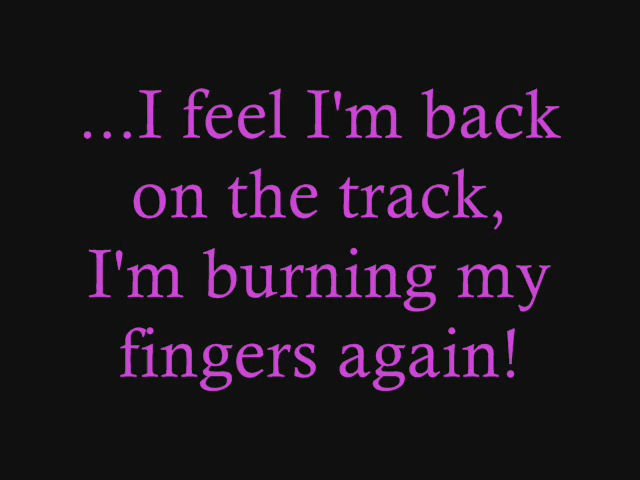 ...I feel I'm back
on the track,
I'm burning my
fingers again!